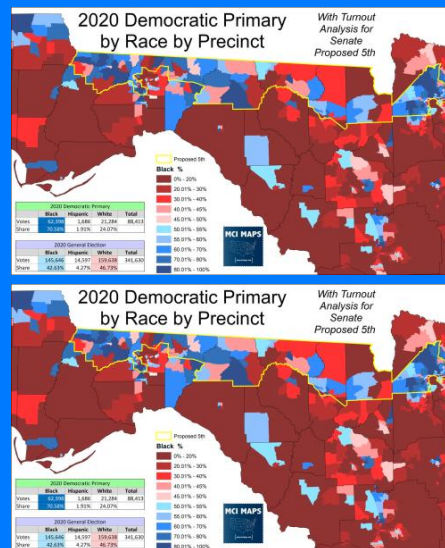 2020 Democratic Primary
by Race by Precinct
With Turnout
Analysis for
Senate
Proposed 5th
Proposed 5th
Black %
0% - 20%
20.01% - 30%
30.01% - 40%
40.01% - 45%
45.01% - 50%
50.01% - 55%
55.01% - 60%
60.01% - 70%
70.01% - 80%
80.01% - 100%
2020 Democratic Primary
Black Hispanic White Total
Votes 62,398 1,686 21,284 88,413
Share 70.58% 1.91% 24.07%
2020 General Election
Black Hispanic White Total
Votes 145,646 14,597 159,638 341,630
Share 42.63% 4.27% 46.73%
MCI MAPS
2020 Democratic Primary
by Race by Precinct
With Turnout
Analysis for
Senate
Proposed 5th
Proposed 5th
Black %
0% - 20%
20.01% - 30%
30.01% - 40%
40.01% - 45%
45.01% - 50%
50.01% - 55%
55.01% - 60%
60.01% - 70%
70.01% - 80%
80.01% - 100%
2020 Democratic Primary
Black Hispanic White Total
Votes 62,398 1,686 21,284 88,413
Share 70.58% 1.91% 24.07%
2020 General Election
Black Hispanic White Total
Votes 145,646 14,597 159,638 341,630
Share 42.63% 4.27% 46.73%
MCI MAPS